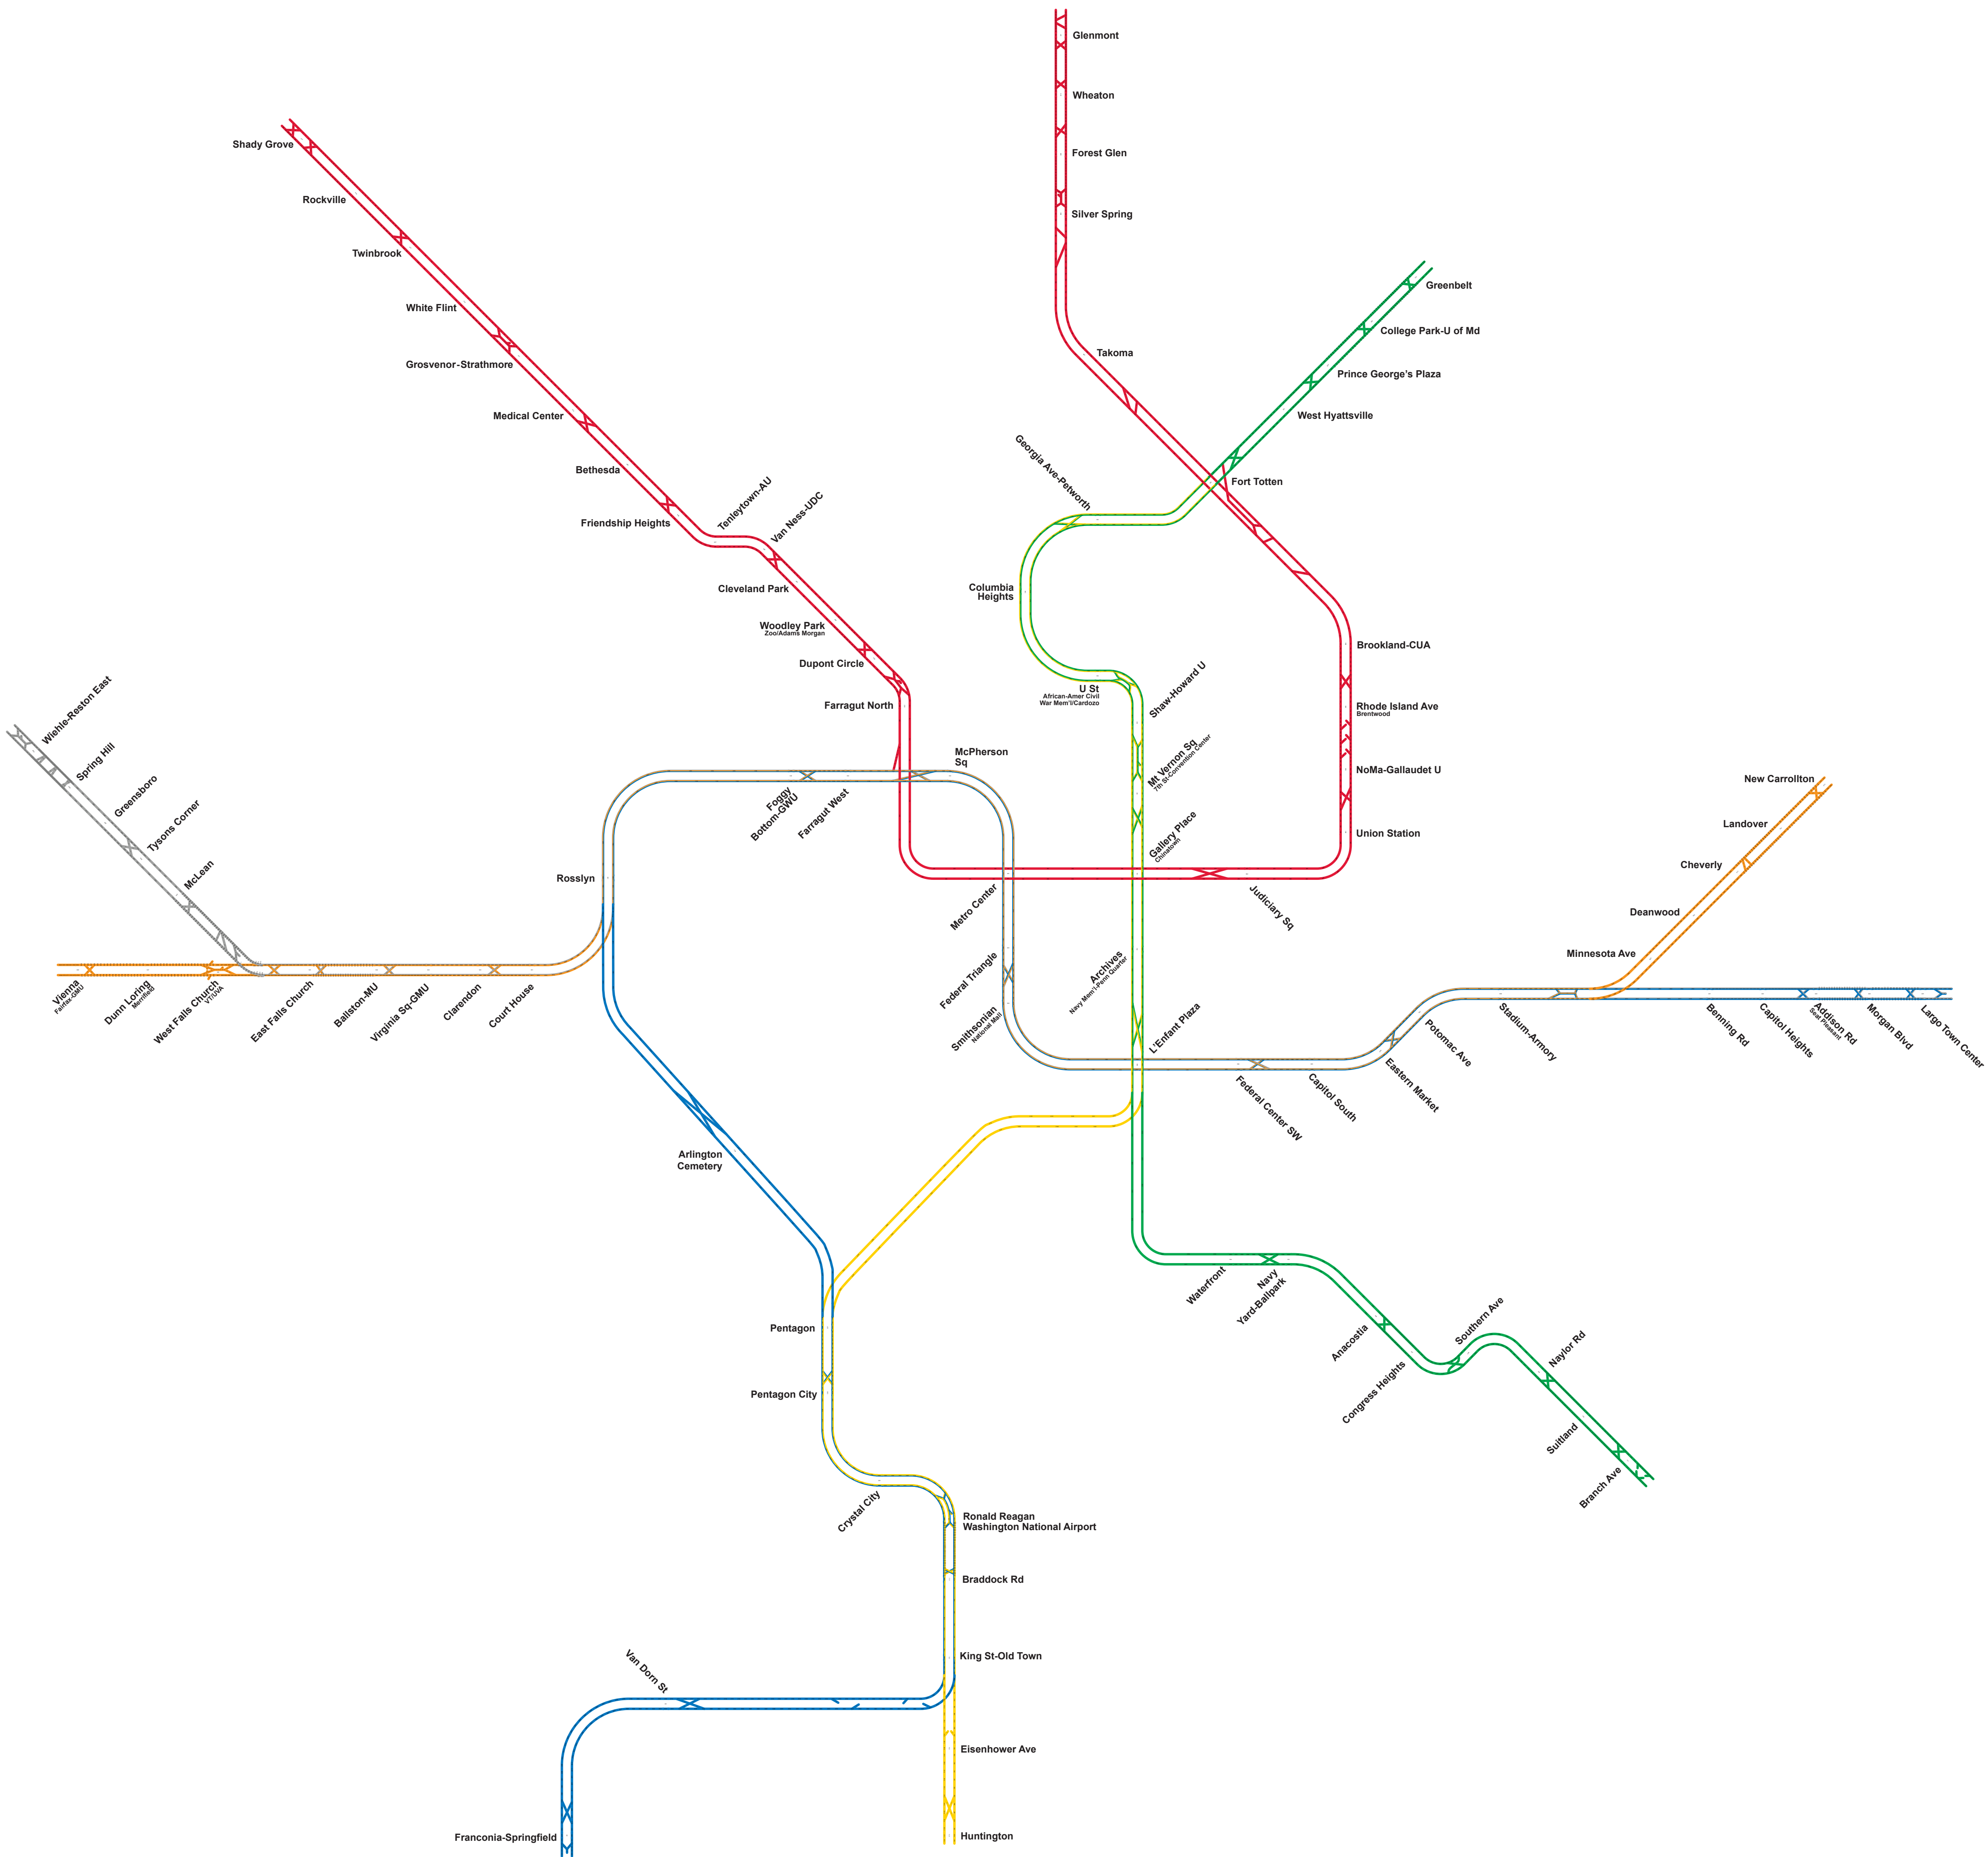 Glenmont
Wheaton
Forest Glen
Silver Spring
Takoma
Shady Grove
Rockville
Twinbrook
White Flint
Grosvenor-Strathmore
Medical Center
Bethesda
Friendship Heights
Tenleytown-AU
Van Ness-UDC
Cleveland Park
Woodley Park
Zoo/Adams Morgan
Dupont Circle
Farragut North
Greenbelt
College Park-U of Md
Prince George's Plaza
West Hyattsville
Fort Totten
Georgia Ave-Petworth
Columbia
Heights
U St
African-Amer Civil
War Mem'l/Cardozo
Shaw-Howard U
Mt Vernon Sq
7th St-Convention Center
Gallery Place
Chinatown
Brookland-CUA
Rhode Island Ave
Brentwood
NoMa-Gallaudet U
Union Station
Judiciary Sq
Metro Center
McPherson
Sq
Farragut West
Foggy
Bottom-GWU
Rosslyn
Wiehle-Reston East
Spring Hill
Greensboro
Tysons Corner
McLean
Vienna
Fairfax-GMU
Dunn Loring
Merrifield
West Falls Church
VT/UVA
East Falls Church
Ballston-MU
Virginia Sq-GMU
Clarendon
Court House
Federal Triangle
Smithsonian
National Mall
Archives
Navy Mem'l-Penn Quarter
L'Enfant Plaza
Federal Center SW
Capitol South
Eastern Market
Potomac Ave
Stadium-Armory
Minnesota Ave
Deanwood
Cheverly
Landover
New Carrollton
Benning Rd
Capitol Heights
Addison Rd
Seat Pleasant
Morgan Blvd
Largo Town Center
Arlington
Cemetery
Pentagon
Pentagon City
Crystal City
Ronald Reagan
Washington National Airport
Braddock Rd
King St-Old Town
Eisenhower Ave
Huntington
Van Dorn St
Franconia-Springfield
Waterfront
Navy
Yard-Ballpark
Anacostia
Congress Heights
Southern Ave
Naylor Rd
Suitland
Branch Ave